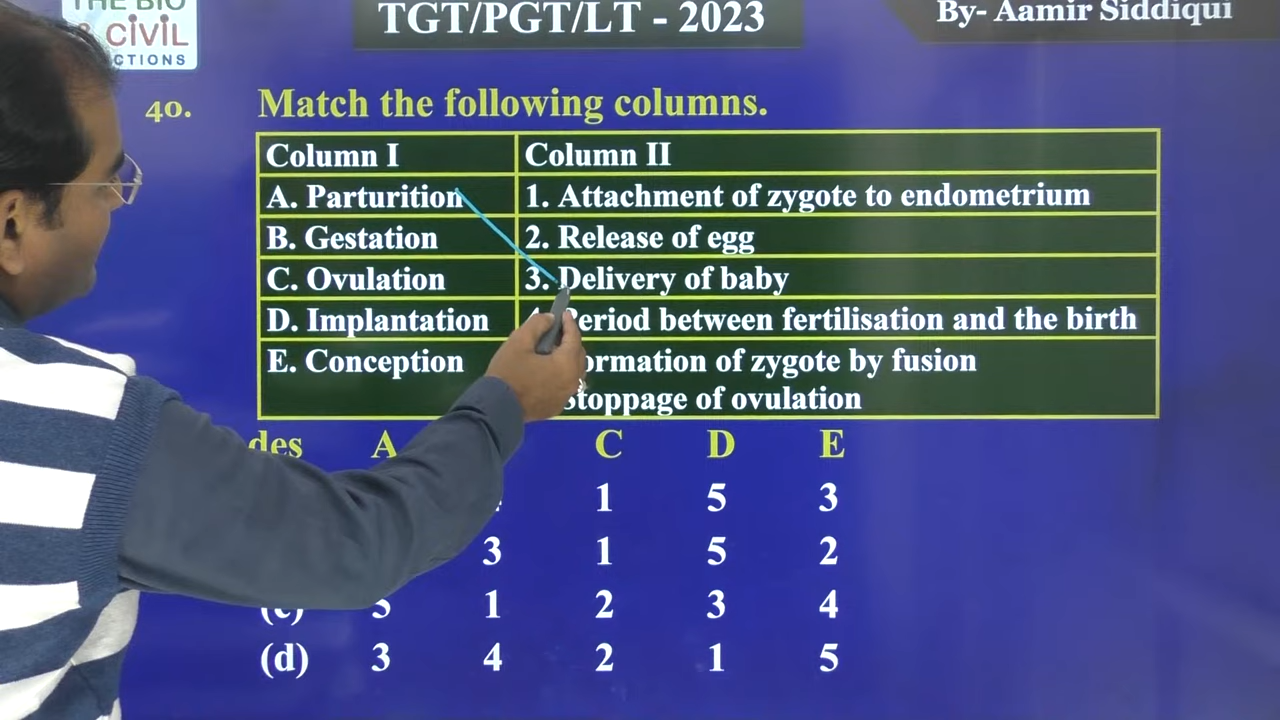 THE BIO
& CiViL
CTIONS
TGT/PGT/LT - 2023
By- Aamir Siddiqui
40. Match the following columns.
Column I Column II
A. Parturition 1. Attachment of zygote to endometrium
B. Gestation 2. Release of egg
C. Ovulation 3. Delivery of baby
D. Implantation Period between fertilisation and the birth
E. Conception ormation of zygote by fusion
Stoppage of ovulation
des A C D E
1 5 3
3 1 5 2
(c) 5 1 2 3 4
(d) 3 4 2 1 5